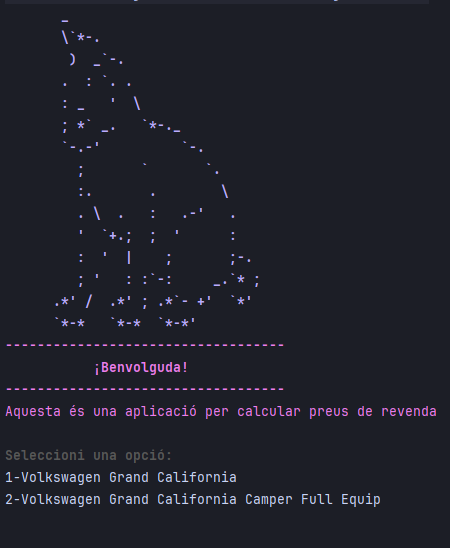 ¡Benvolguda!
Aquesta és una aplicació per calcular preus de revenda
Seleccioni una opció:
1-Volkswagen Grand California
2-Volkswagen Grand California Camper Full Equip